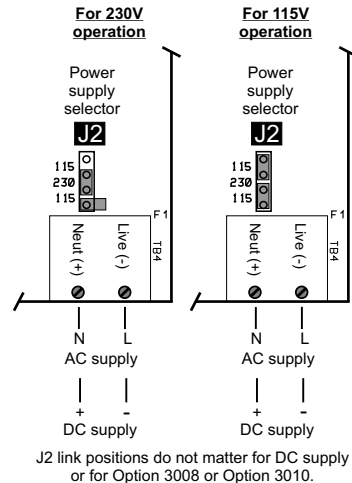 For 230V
operation
Power
supply
selector
J2
115
230
115
F1
Neut (+)
Live (-)
TB4
N L
AC supply
+ -
DC supply
For 115V
operation
Power
supply
selector
J2
115
230
115
F1
Neut (+)
Live (-)
TB4
N L
AC supply
+ -
DC supply
J2 link positions do not matter for DC supply
or for Option 3008 or Option 3010.